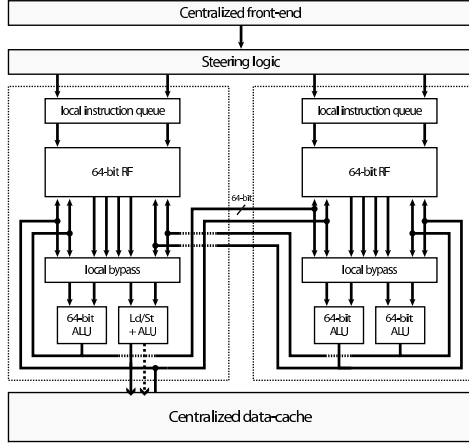 Centralized front-end
Steering logic
local instruction queue
local instruction queue
64-bit RF
64-bit RF
64-bit
local bypass
local bypass
64-bit
ALU
Ld/St
+ ALU
64-bit
ALU
64-bit
ALU
Centralized data-cache